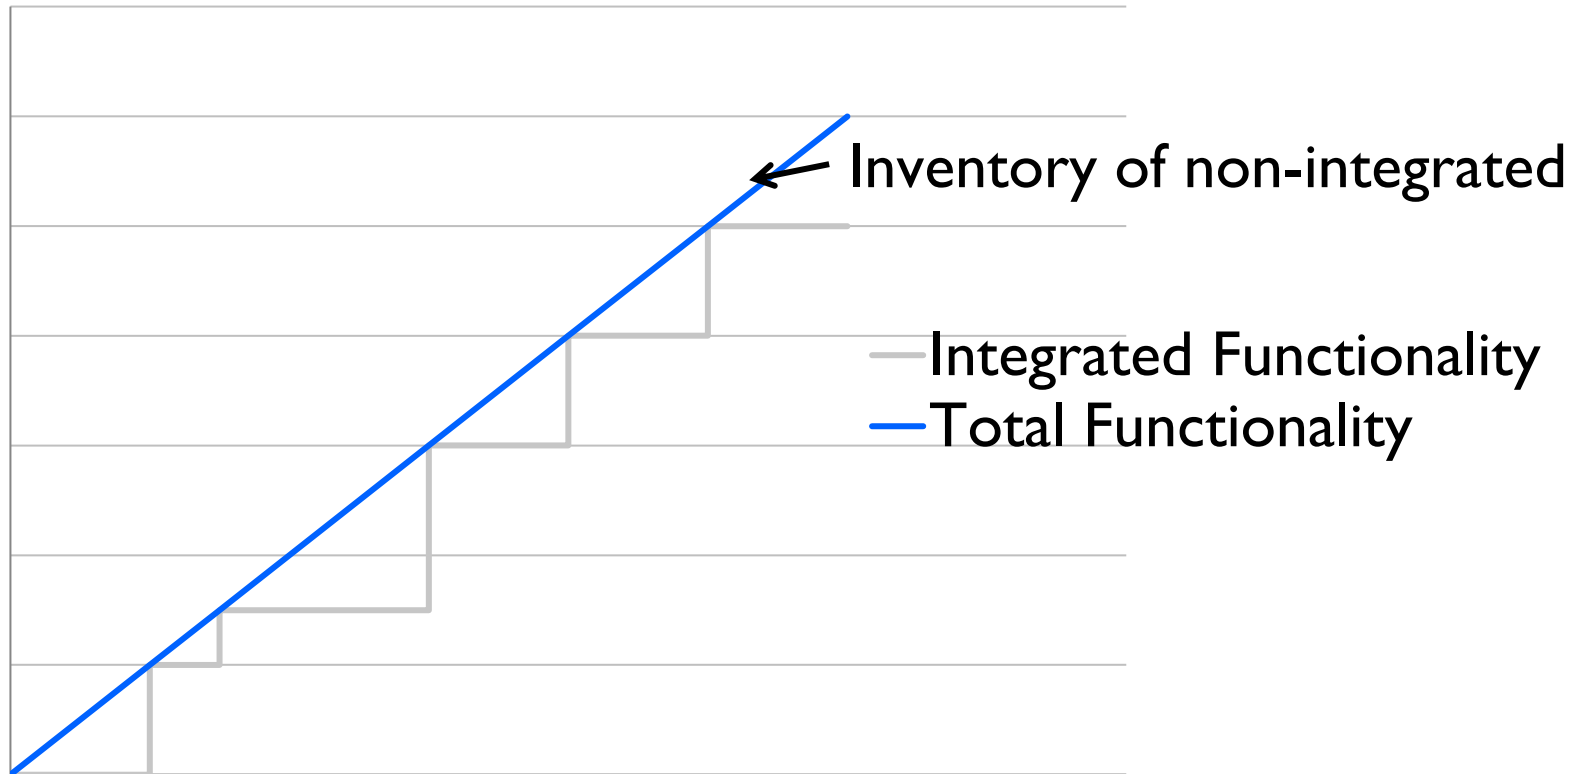 Inventory of non-integrated
Integrated Functionality
Total Functionality